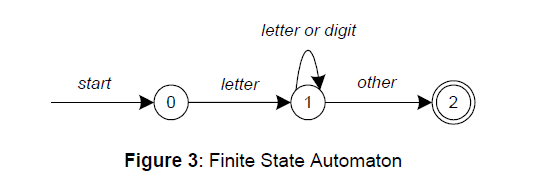 letter or digit
start letter other
0 1 2
Figure 3: Finite State Automaton